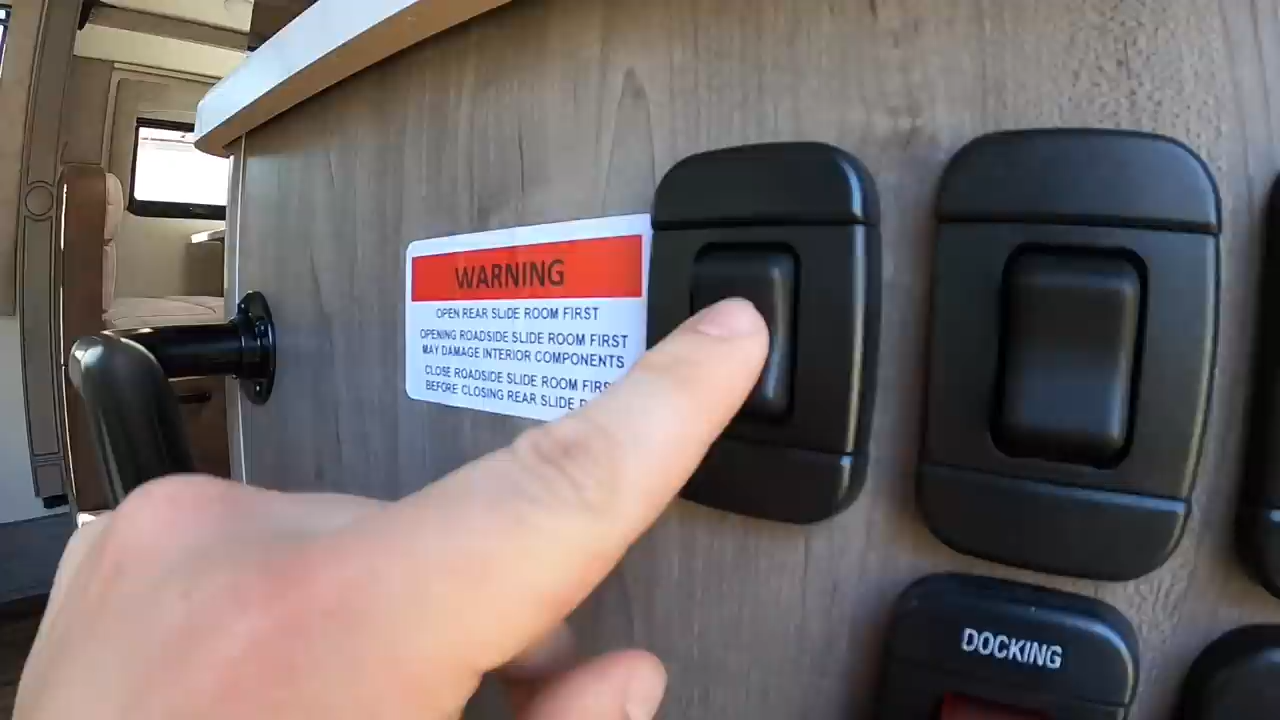 WARNING
OPEN REAR SLIDE ROOM FIRST
OPENING ROADSIDE SLIDE ROOM FIRST
MAY DAMAGE INTERIOR COMPONENTS
CLOSE ROADSIDE SLIDE ROOM
BEFORE CLOSING REAR SLIDE
DOCKING